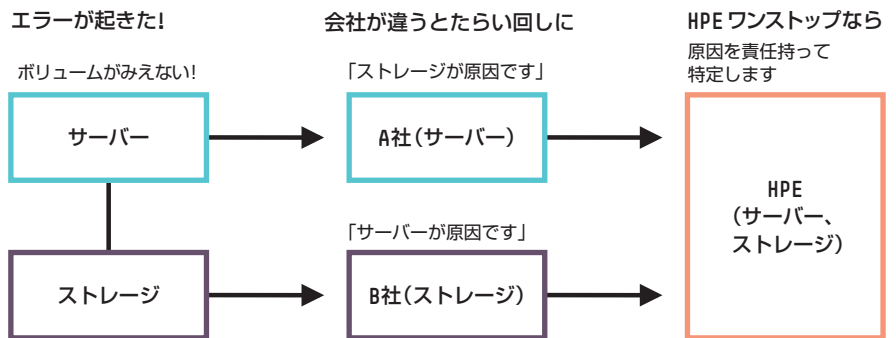 エラーが起きた!
会社が違うとたらい回しに
HPEワンストップなら
原因を責任持って
特定します
ボリュームがみえない!
「ストレージが原因です」
サーバー
A社(サーバー)
HPE
(サーバー、
ストレージ)
「サーバーが原因です」
ストレージ
B社(ストレージ)